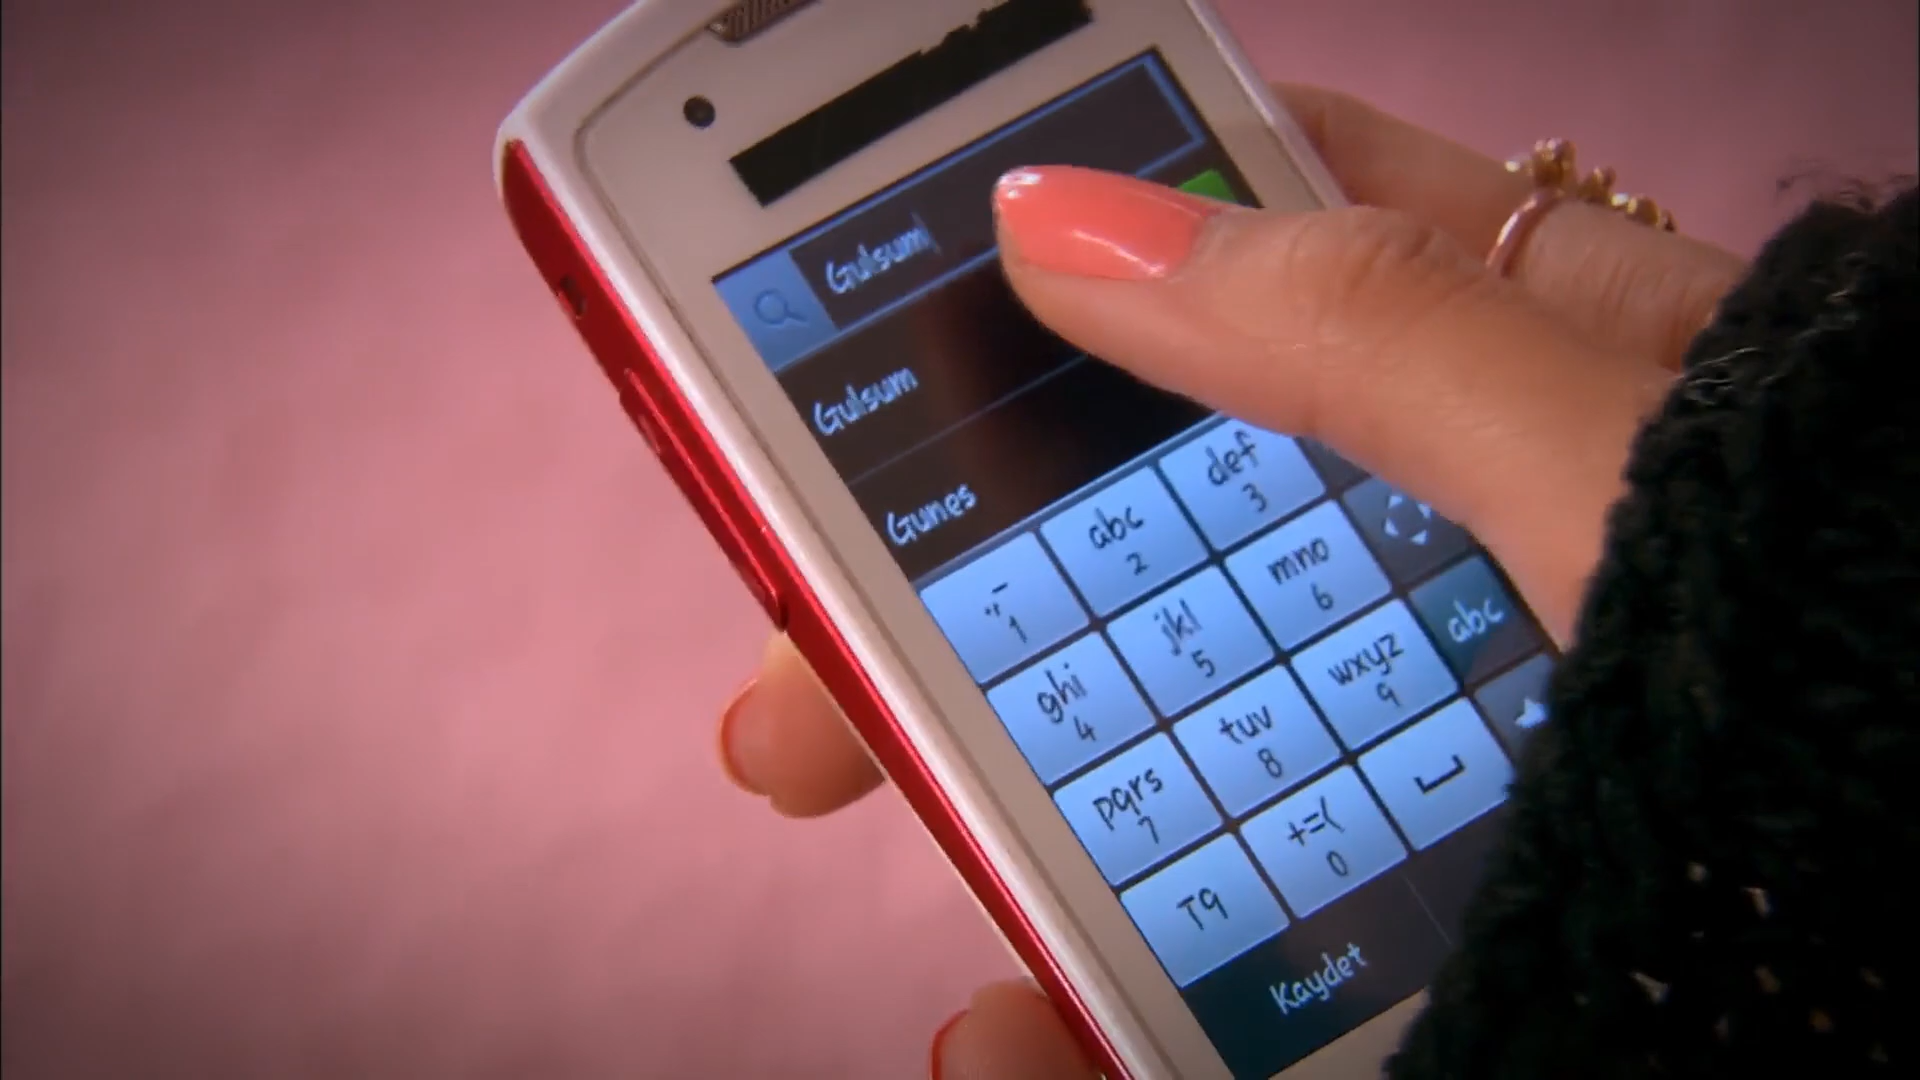 Gulsum
Gulsum
Gunes
.,-
1
abc
2
def
3
ghi
4
jkl
5
mno
6
pqrs
7
tuv
8
wxyz
9
abc
T9
+=(
0
Kaydet